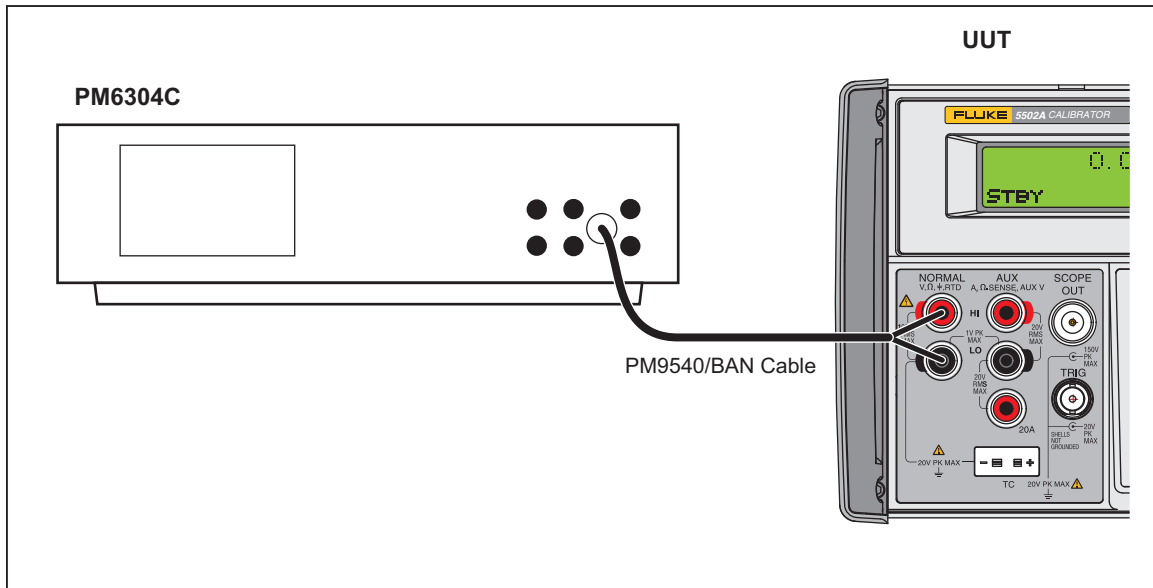 UUT
PM6304C
FLUKE 5502A CALIBRATOR
0.0
STBY
NORMAL
V,Ω,⏚,RTD
AUX
A, Ω-SENSE, AUX V
SCOPE
OUT
HI
RMS
MAX
1V PK
MAX
20V
RMS
MAX
LO
150V
PK
MAX
PM9540/BAN Cable
20V
RMS
MAX
TRIG
20A
SHELLS
NOT
GROUNDED
20V
PK
MAX
20V PK MAX
- +
TC
20V PK MAX